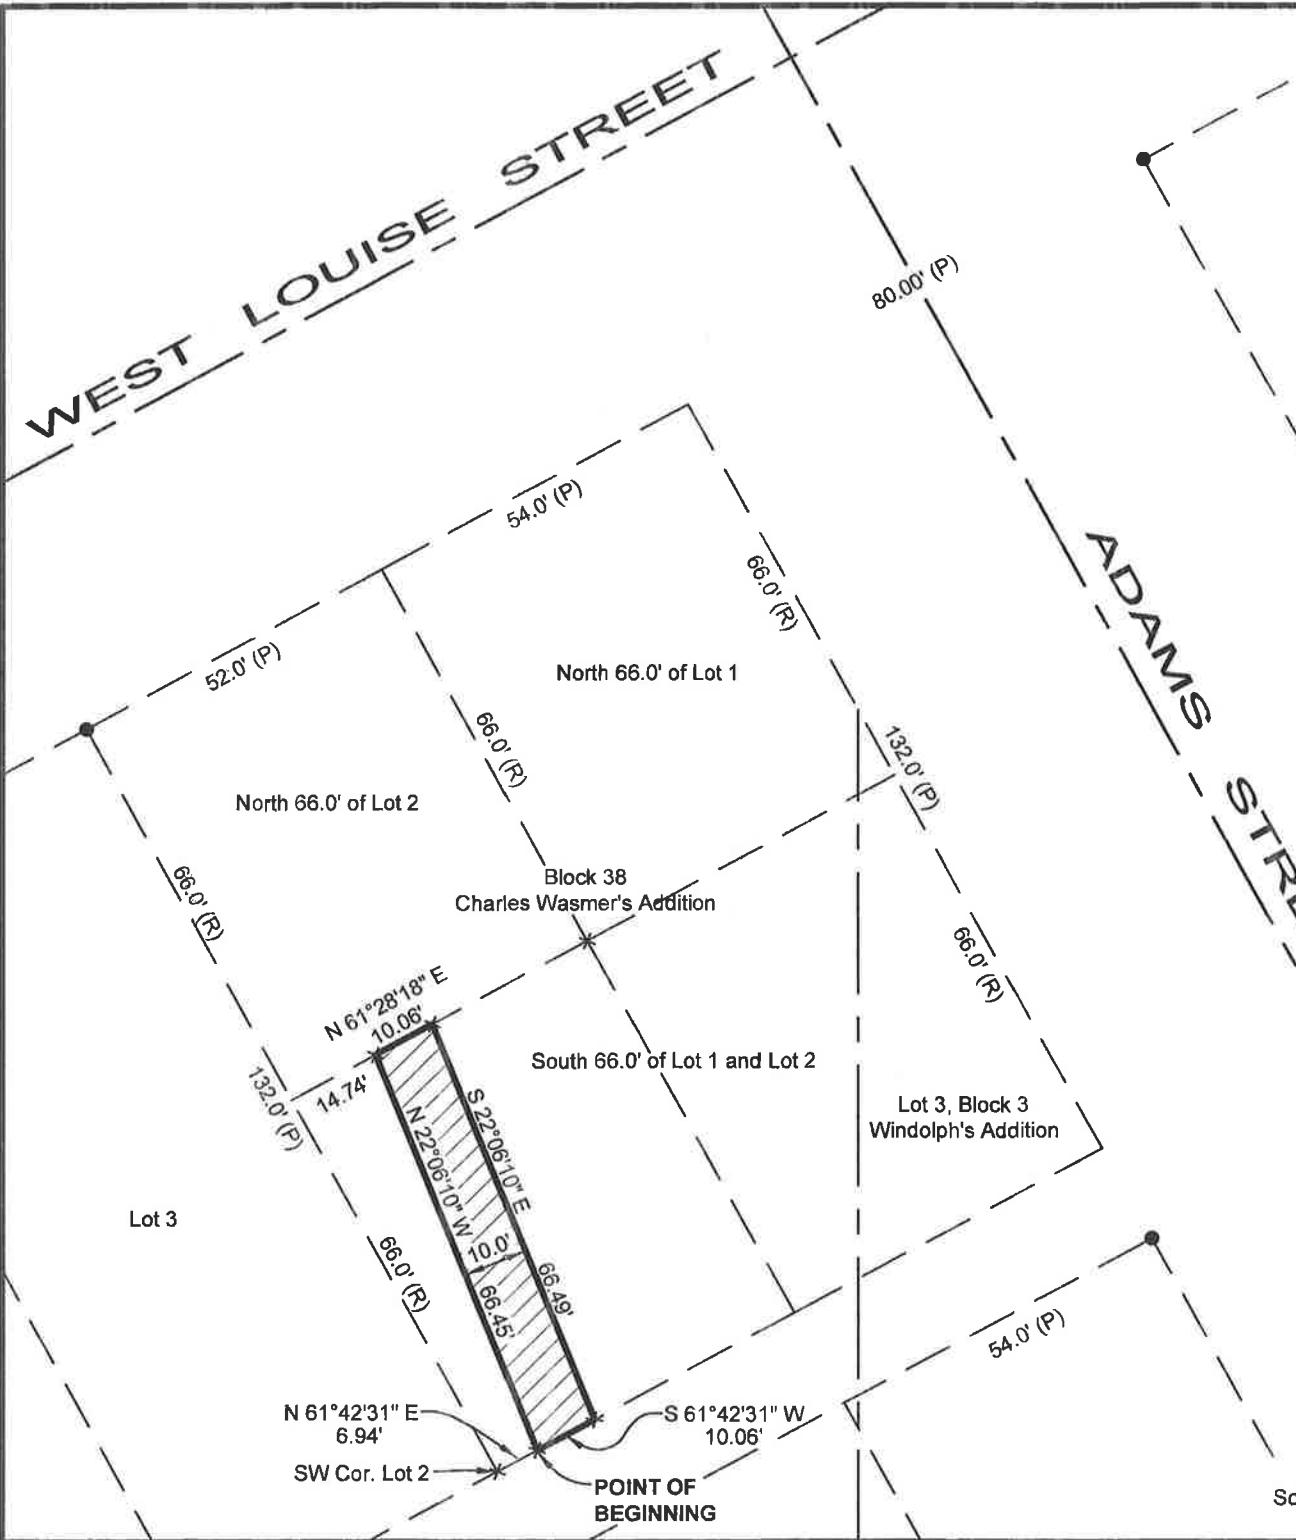 WEST LOUISE STREET
80.00' (P)
54.0' (P)
ADAMS
66.0' (R)
52.0' (P)
North 66.0' of Lot 1
66.0' (R)
132.0' (P)
North 66.0' of Lot 2
66.0' (R)
Block 38
Charles Wasmer's Addition
66.0' (R)
N 61°28'18" E
10.06'
14.74'
132.0' (P)
South 66.0' of Lot 1 and Lot 2
Lot 3, Block 3
Windolph's Addition
S 22°06'10" E
N 22°06'10" W
Lot 3
66.0' (R)
10.0'
66.49'
66.45'
54.0' (P)
N 61°42'31" E
6.94'
S 61°42'31" W
10.06'
SW Cor. Lot 2
POINT OF
BEGINNING